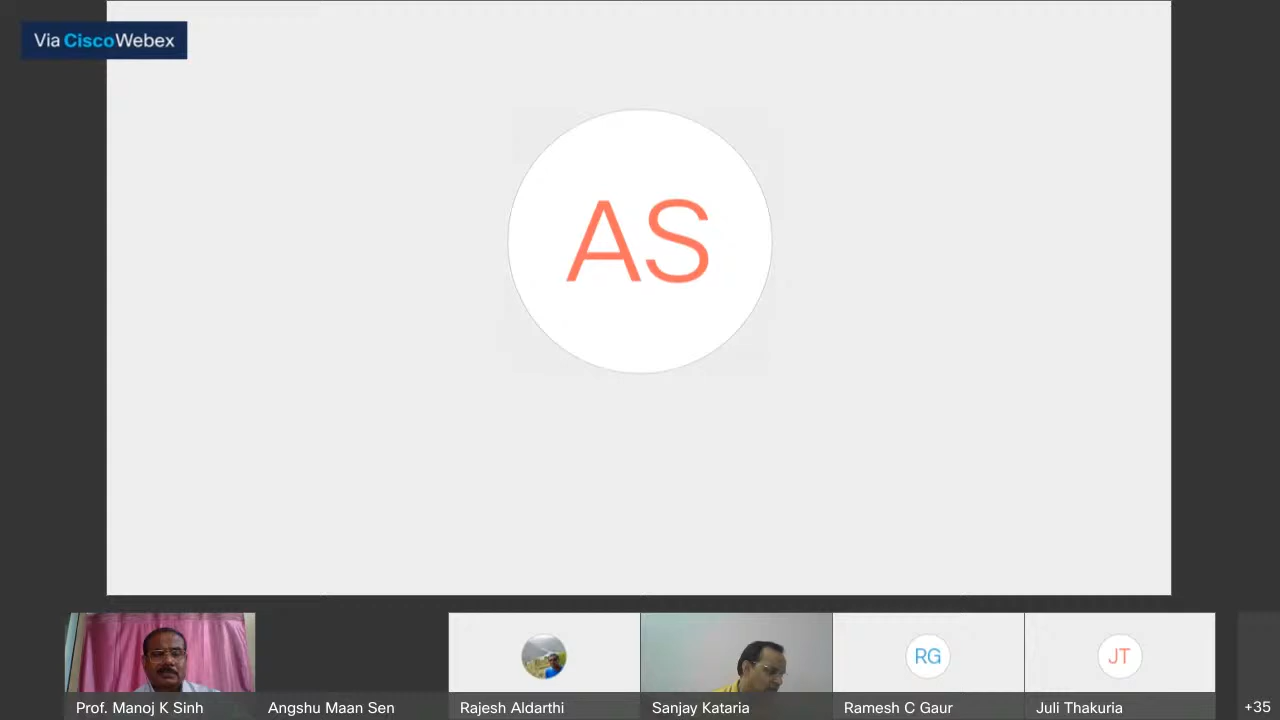 Via CiscoWebex
AS
RG
JT
Prof. Manoj K Sinh
Angshu Maan Sen
Rajesh Aldarthi
Sanjay Kataria
Ramesh C Gaur
Juli Thakuria
+35